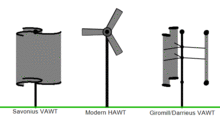 Savonius VAWT
Modern HAWT
Giromill/Darrieus VAWT